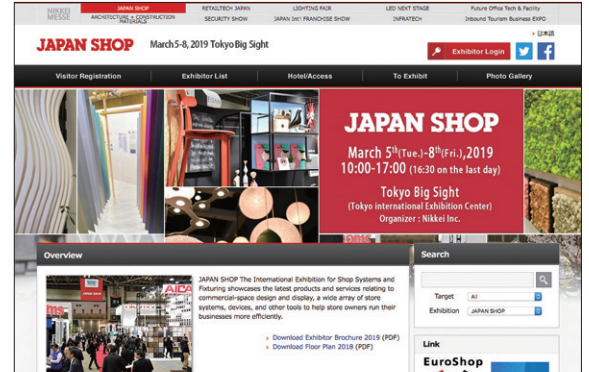 NIKKEI MESSE
JAPAN SHOP
RETAILTECH JAPAN
LIGHTING FAIR
LED NEXT STAGE
Future Office Tech & Facility
ARCHITECTURE + CONSTRUCTION MATERIALS
SECURITY SHOW
JAPAN Int'l FRANCHISE SHOW
INFRATECH
Inbound Tourism Business EXPO
日本語
JAPAN SHOP
March 5-8, 2019 Tokyo Big Sight
Exhibitor Login
Visitor Registration
Exhibitor List
Hotel/Access
To Exhibit
Photo Gallery
JAPAN SHOP
March 5th(Tue.)-8th(Fri.),2019
10:00-17:00 (16:30 on the last day)
Tokyo Big Sight
(Tokyo international Exhibition Center)
Organizer : Nikkei Inc.
Overview
JAPAN SHOP The International Exhibition for Shop Systems and
Fixturing showcases the latest products and services relating to
commercial-space design and display, a wide array of store
systems, devices, and other tools to help store owners run their
businesses more efficiently.
Download Exhibitor Brochure 2019 (PDF)
Download Floor Plan 2018 (PDF)
AICA
Search
Target
All
Exhibition
JAPAN SHOP
Link
EuroShop